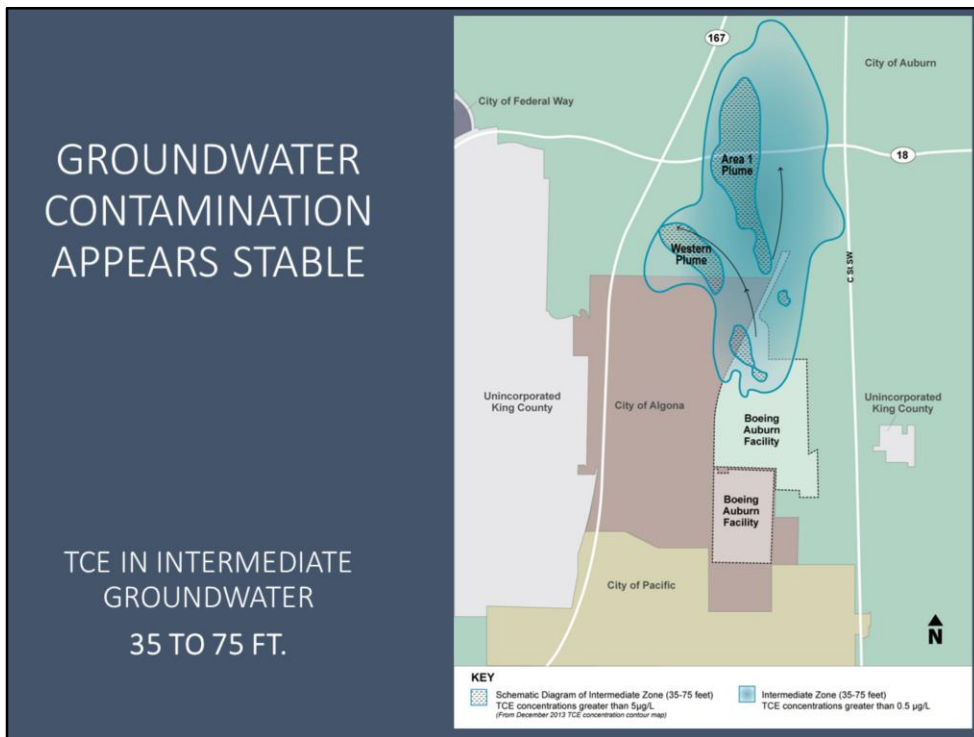 GROUNDWATER
CONTAMINATION
APPEARS STABLE
TCE IN INTERMEDIATE
GROUNDWATER
35 TO 75 FT.
167
City of Auburn
City of Federal Way
18
Area 1
Plume
Western
Plume
C St SW
Unincorporated
King County
City of Algona
Boeing
Auburn
Facility
Unincorporated
King County
Boeing
Auburn
Facility
City of Pacific
N
KEY
Schematic Diagram of Intermediate Zone (35-75 feet)
TCE concentrations greater than 5µg/L
(From December 2013 TCE concentration contour map)
Intermediate Zone (35-75 feet)
TCE concentrations greater than 0.5 µg/L